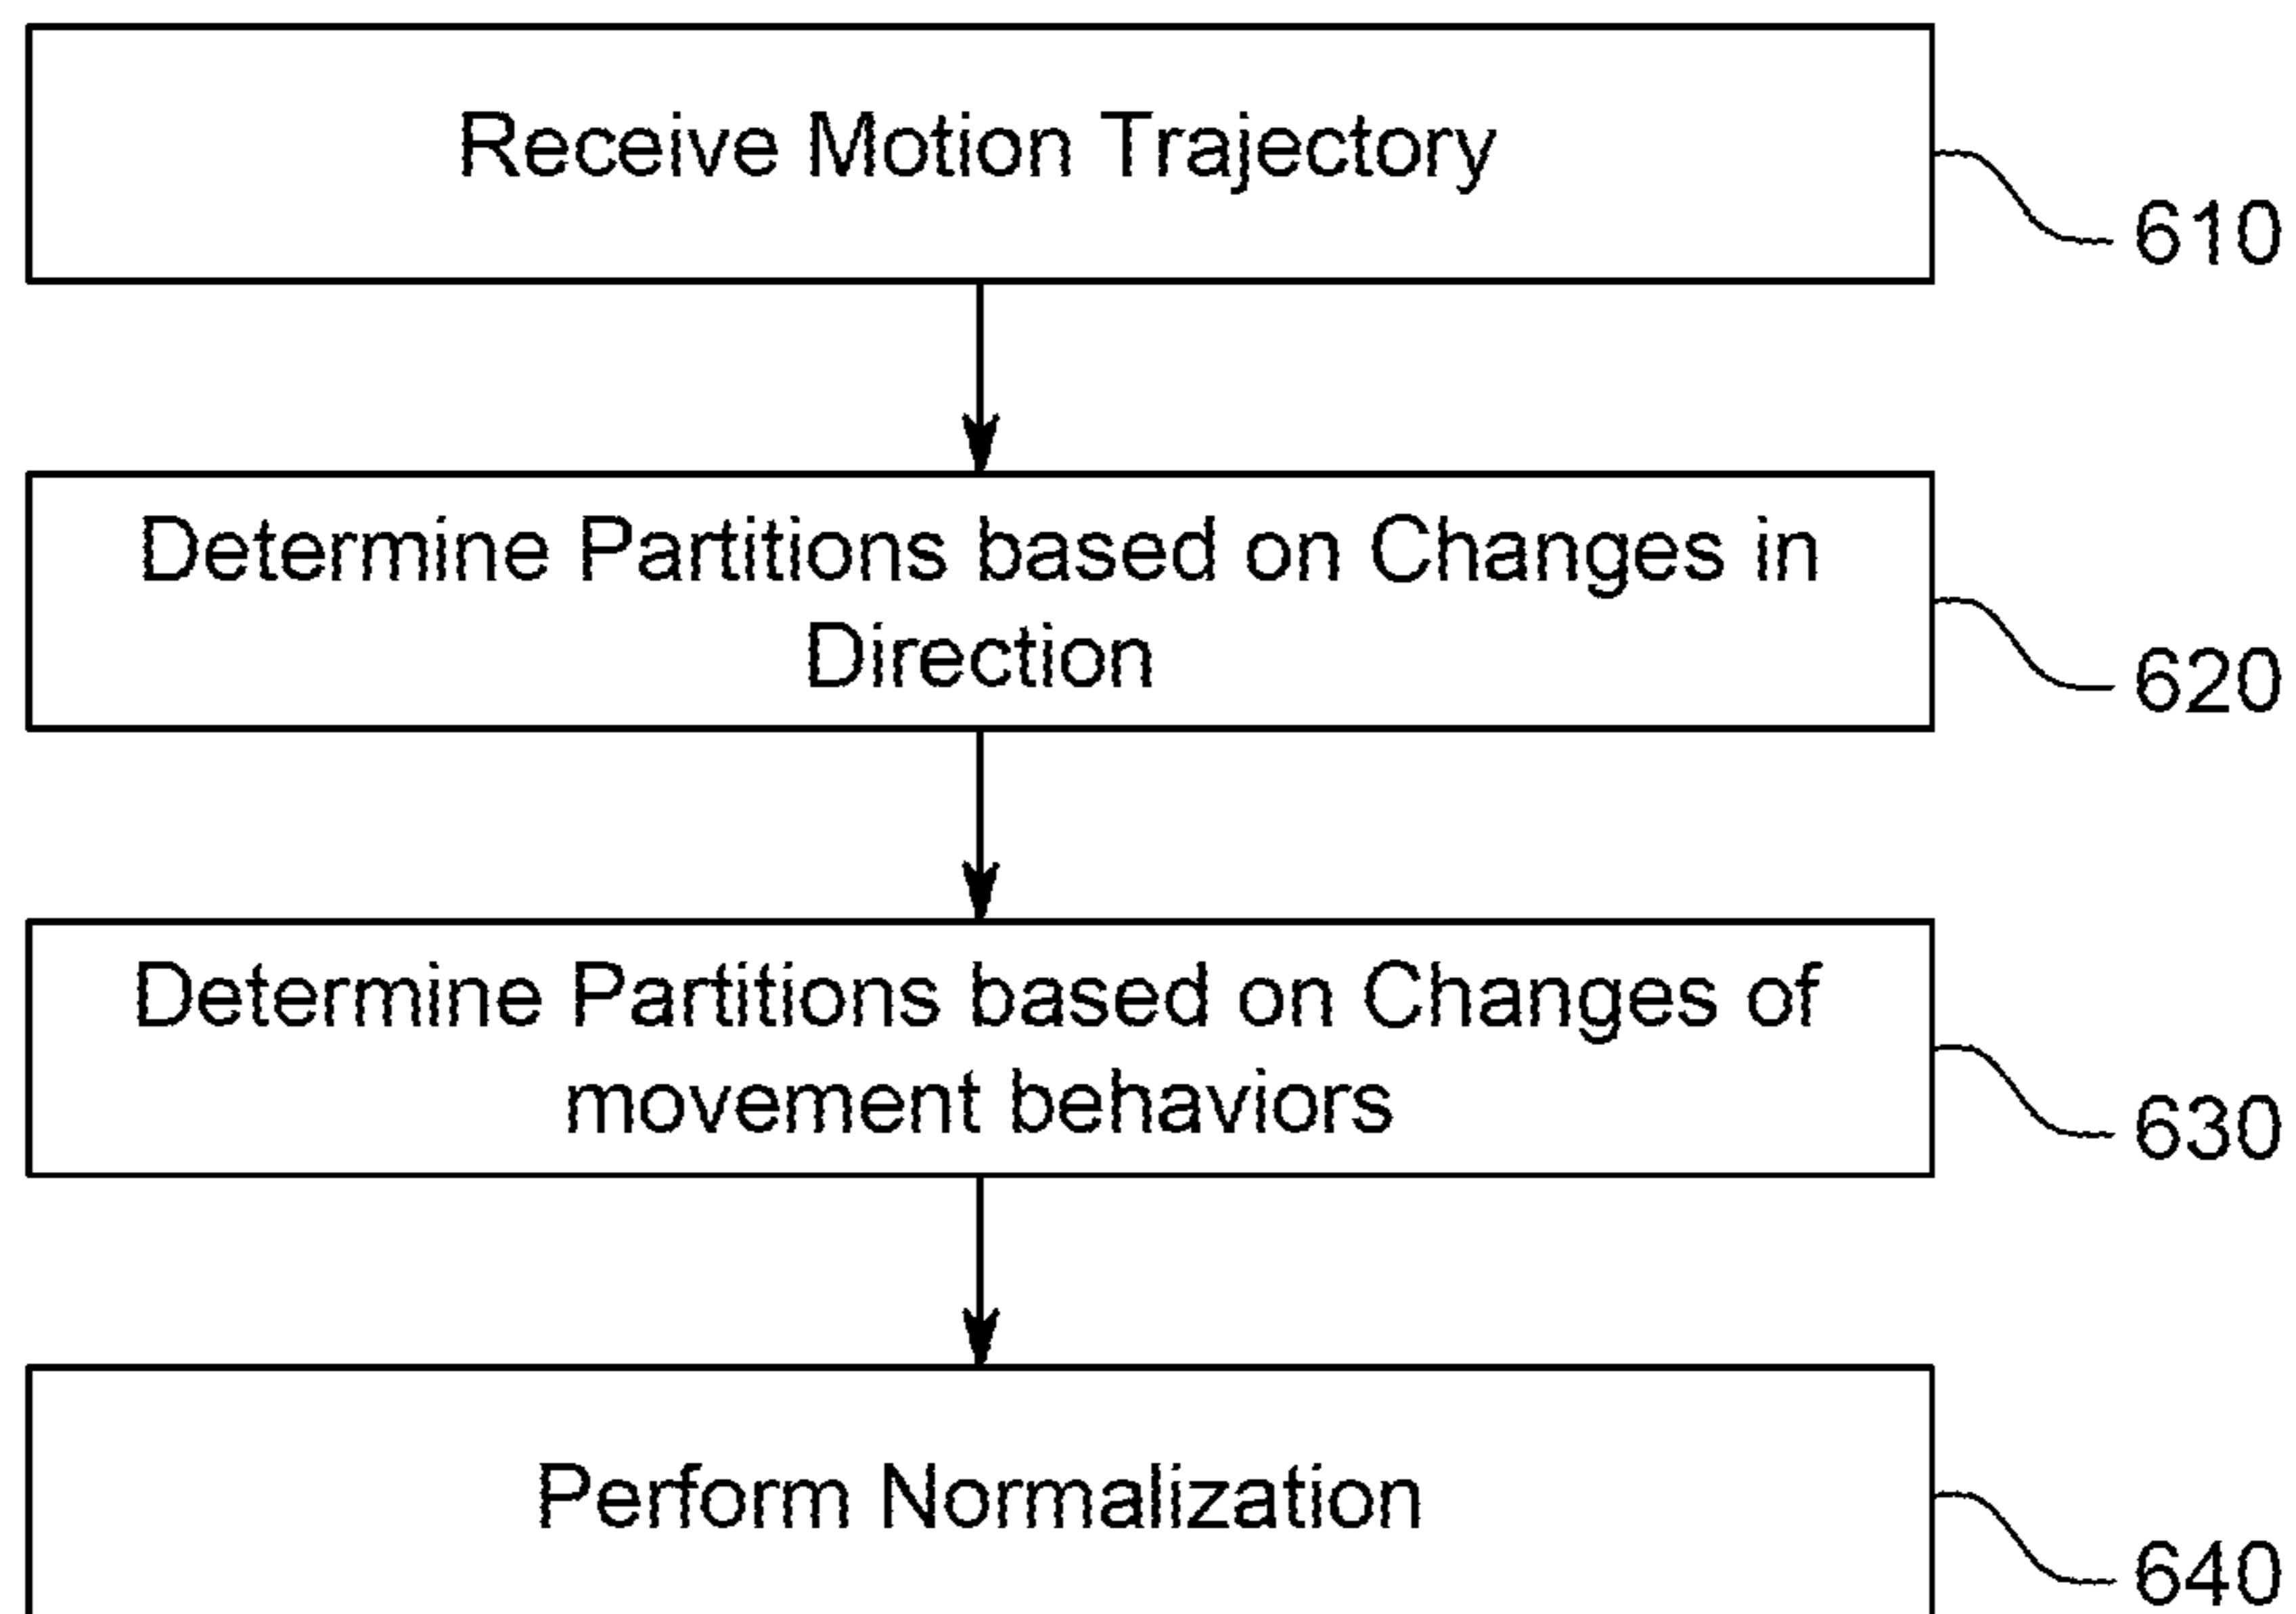 Receive Motion Trajectory
610
Determine Partitions based on Changes in
Direction
620
Determine Partitions based on Changes of
movement behaviors
630
Perform Normalization
640